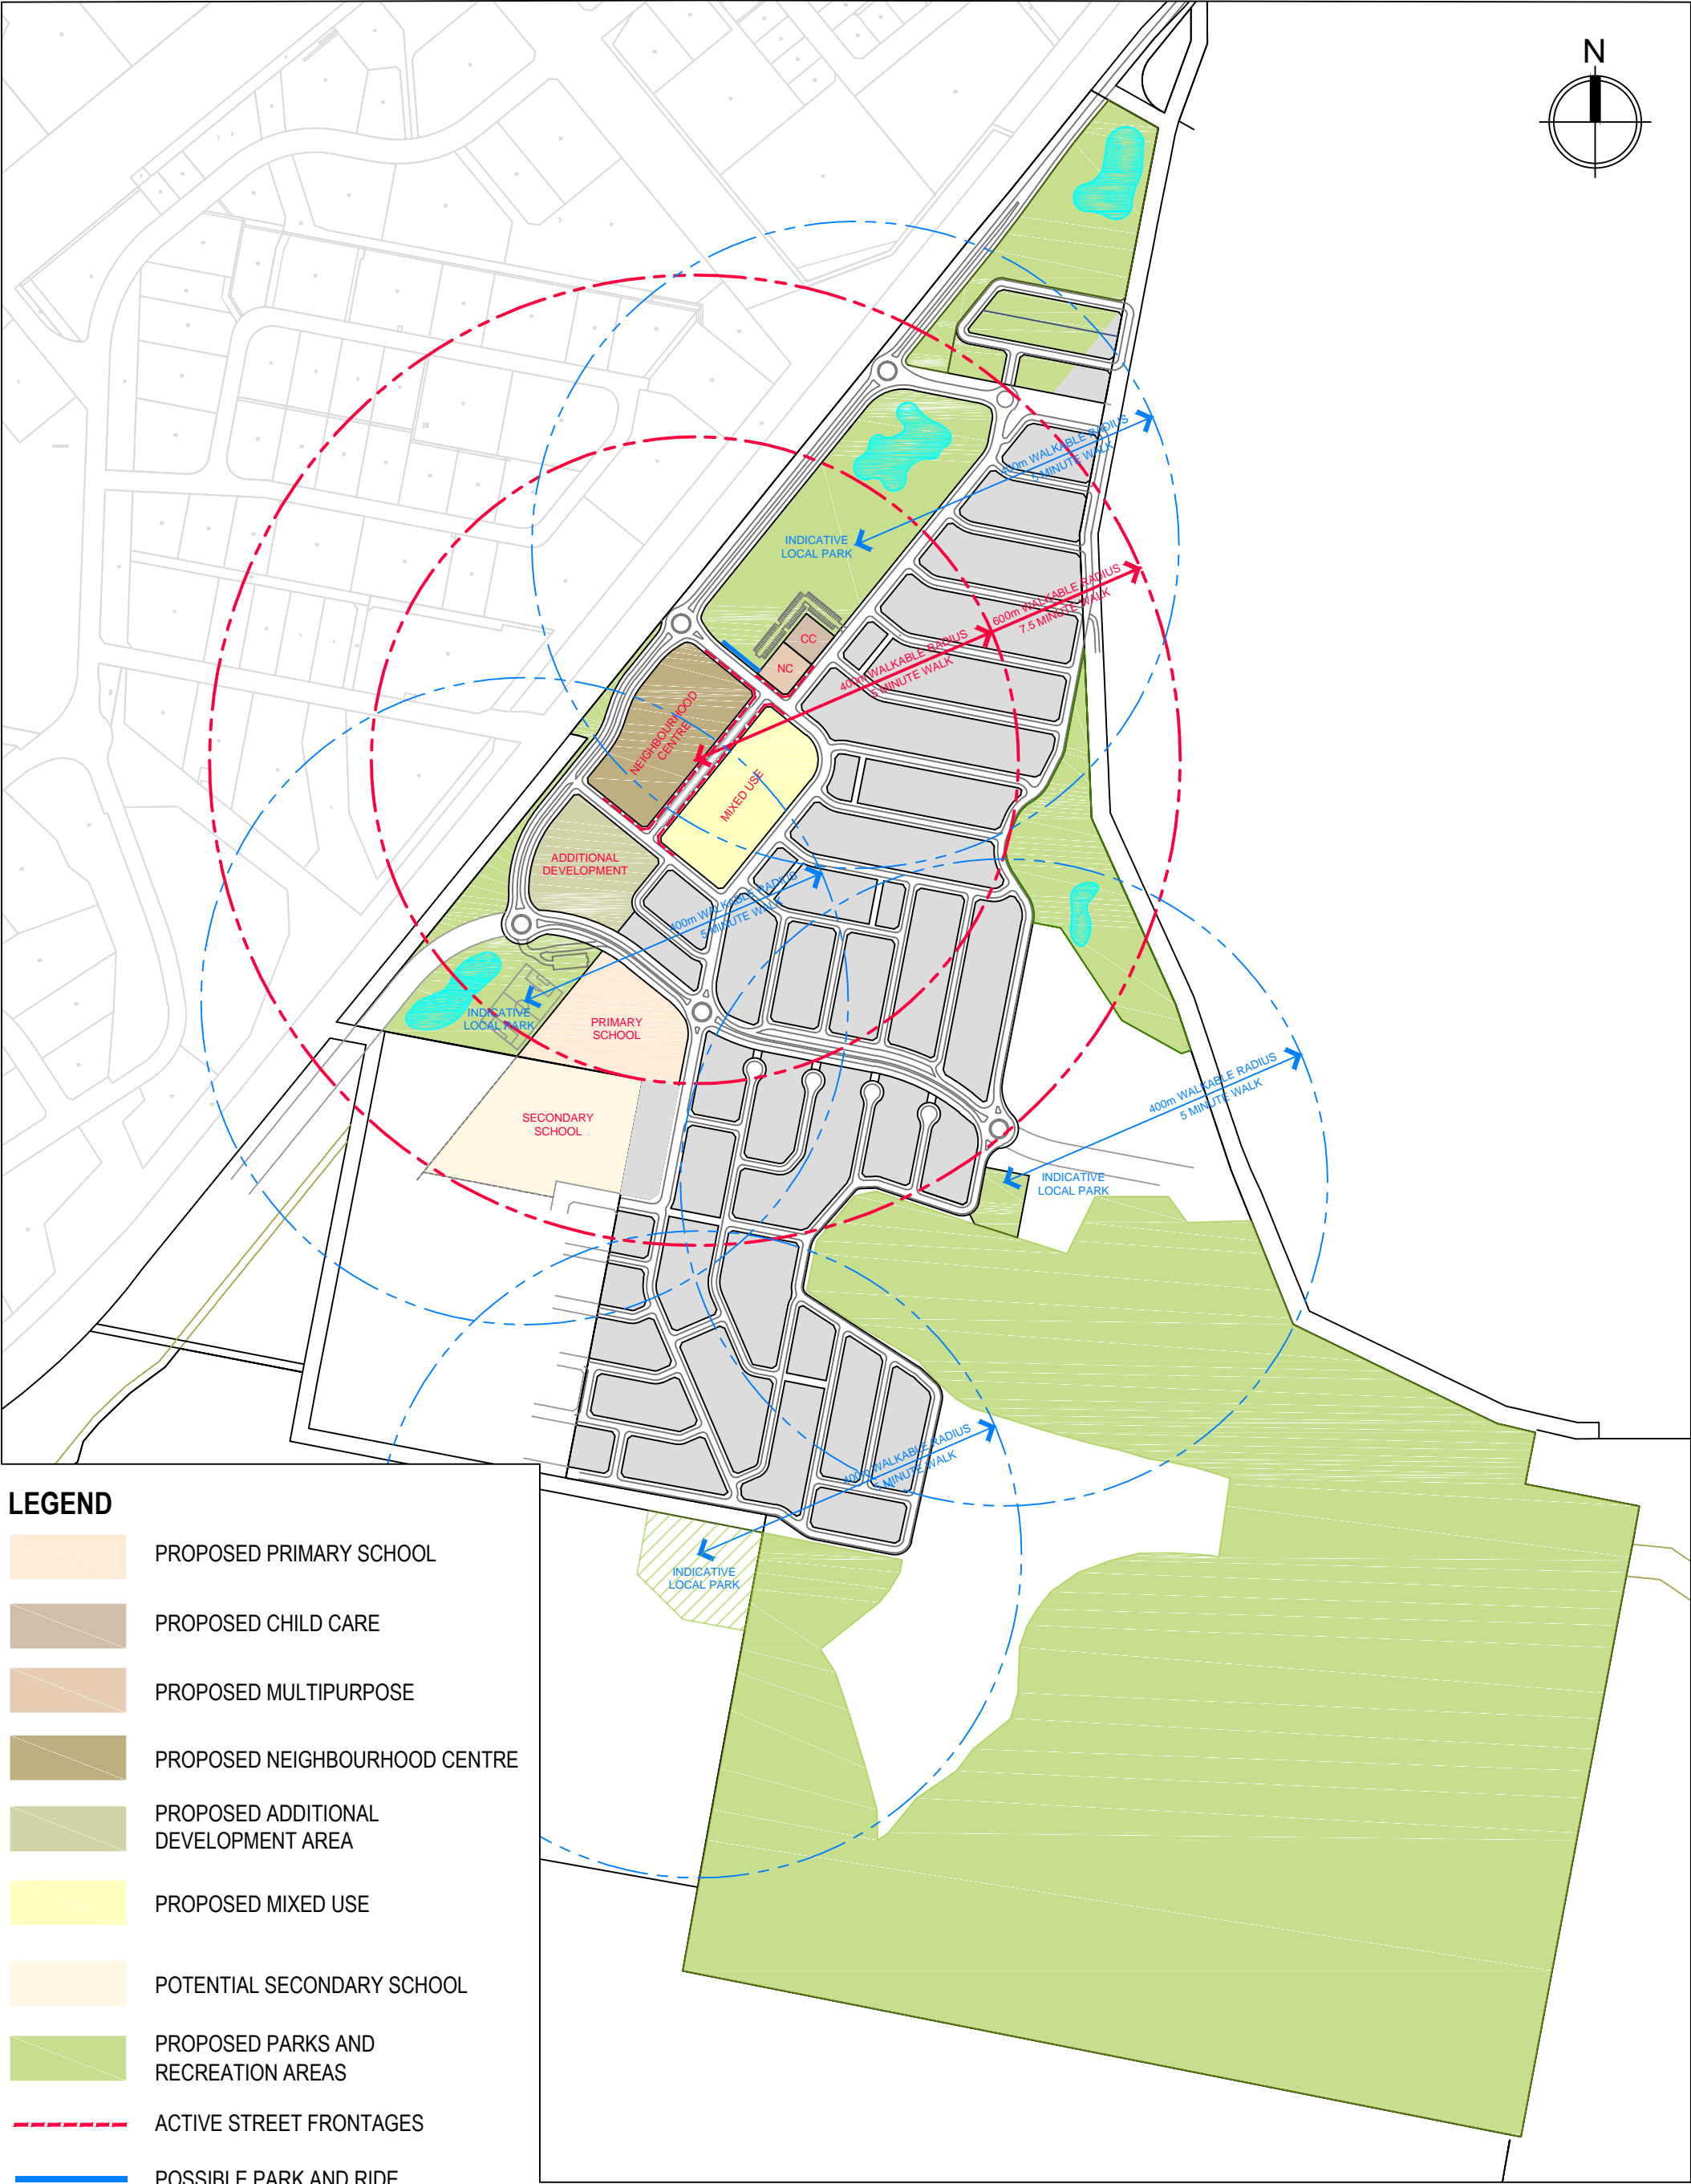 N
400m WALKABLE RADIUS
5 MINUTE WALK
INDICATIVE
LOCAL PARK
600m WALKABLE RADIUS
7.5 MINUTE WALK
CC
NC
400m WALKABLE RADIUS
5 MINUTE WALK
NEIGHBOURHOOD
CENTRE
MIXED USE
ADDITIONAL
DEVELOPMENT
400m WALKABLE RADIUS
5 MINUTE WALK
INDICATIVE
LOCAL PARK
PRIMARY
SCHOOL
SECONDARY
SCHOOL
400m WALKABLE RADIUS
5 MINUTE WALK
INDICATIVE
LOCAL PARK
400m WALKABLE RADIUS
5 MINUTE WALK
INDICATIVE
LOCAL PARK
LEGEND
PROPOSED PRIMARY SCHOOL
PROPOSED CHILD CARE
PROPOSED MULTIPURPOSE
PROPOSED NEIGHBOURHOOD CENTRE
PROPOSED ADDITIONAL
DEVELOPMENT AREA
PROPOSED MIXED USE
POTENTIAL SECONDARY SCHOOL
PROPOSED PARKS AND
RECREATION AREAS
ACTIVE STREET FRONTAGES
POSSIBLE PARK AND RIDE